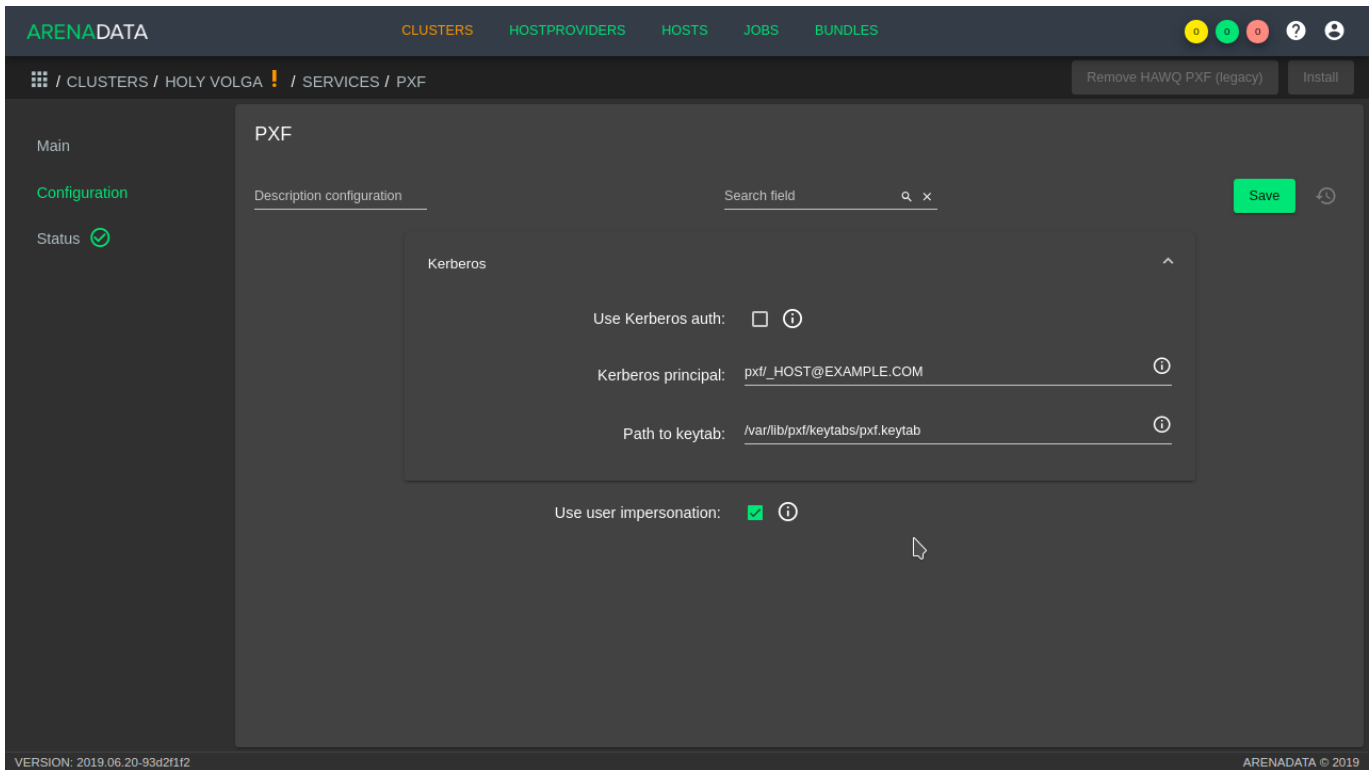 ARENADATA CLUSTERS HOSTPROVIDERS HOSTS JOBS BUNDLES 0 0 0
/ CLUSTERS / HOLY VOLGA ! / SERVICES / PXF Remove HAWQ PXF (legacy) Install
Main
PXF
Configuration
Description configuration Search field Save
Status
Kerberos
Use Kerberos auth:
Kerberos principal: pxf/_HOST@EXAMPLE.COM
Path to keytab: /var/lib/pxf/keytabs/pxf.keytab
Use user impersonation:
VERSION: 2019.06.20-93d2f1f2 ARENADATA © 2019